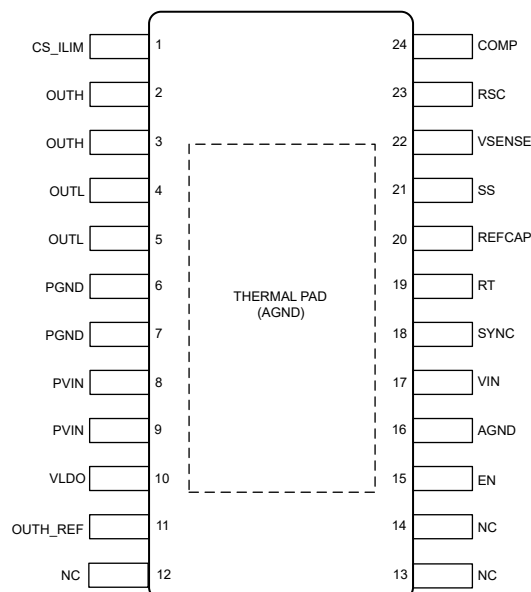 CS_ILIM 1 24 COMP
OUTH 2 23 RSC
OUTH 3 22 VSENSE
OUTL 4 21 SS
OUTL 5 20 REFCAP
PGND 6 19 RT
THERMAL PAD
(AGND)
PGND 7 18 SYNC
PVIN 8 17 VIN
PVIN 9 16 AGND
VLDO 10 15 EN
OUTH_REF 11 14 NC
NC 12 13 NC